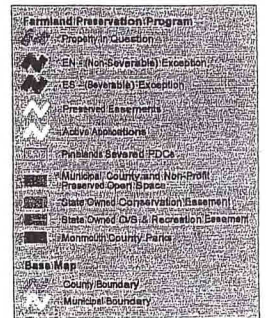 Farmland Preservation Program
Property In Question
EN - (Non-Severable) Exception
ES - (Severable) Exception
Preserved Easements
Active Applications
Pinelands Severed PDCs
Municipal, County and Non-Profit
Preserved Open Space
State Owned Conservation Easement
State Owned O/S & Recreation Easement
Monmouth County Parks
Base Map
County Boundary
Municipal Boundary